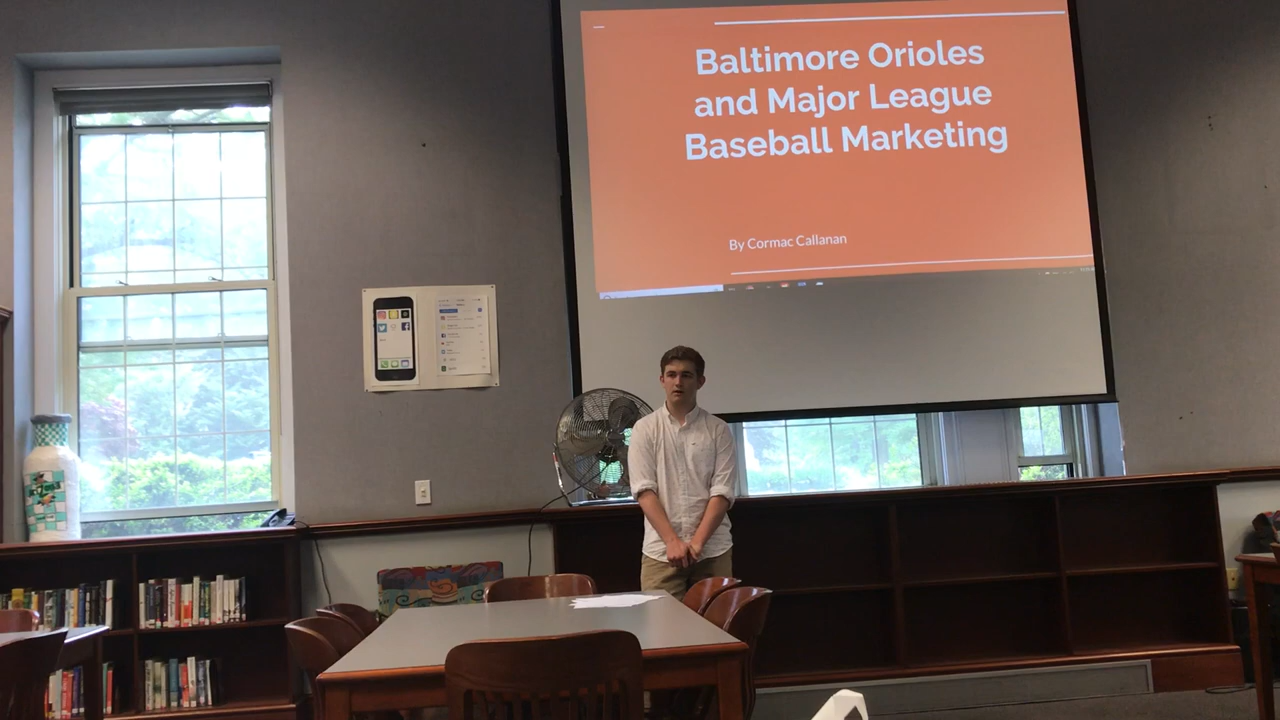 Baltimore Orioles
and Major League
Baseball Marketing
By Cormac Callanan